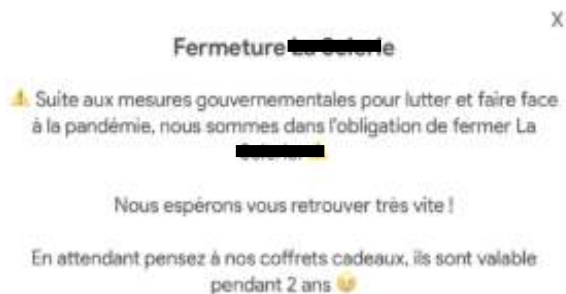 X
Fermeture
⚠️ Suite aux mesures gouvernementales pour lutter et faire face
à la pandémie, nous sommes dans l'obligation de fermer La
Nous espérons vous retrouver très vite !
En attendant pensez à nos coffrets cadeaux, ils sont valable
pendant 2 ans 😉